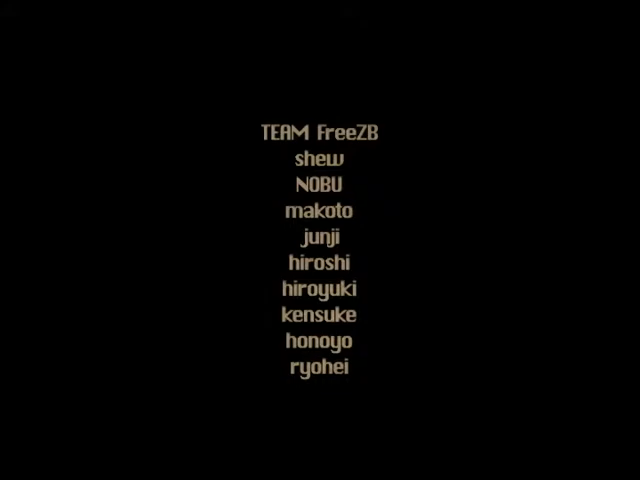 TEAM FreeZB
shew
NOBU
makoto
junji
hiroshi
hiroyuki
kensuke
honoyo
ryohei